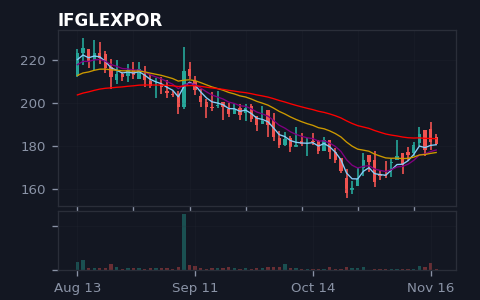 IFGLEXPOR
220
200
180
160
Aug 13
Sep 11
Oct 14
Nov 16